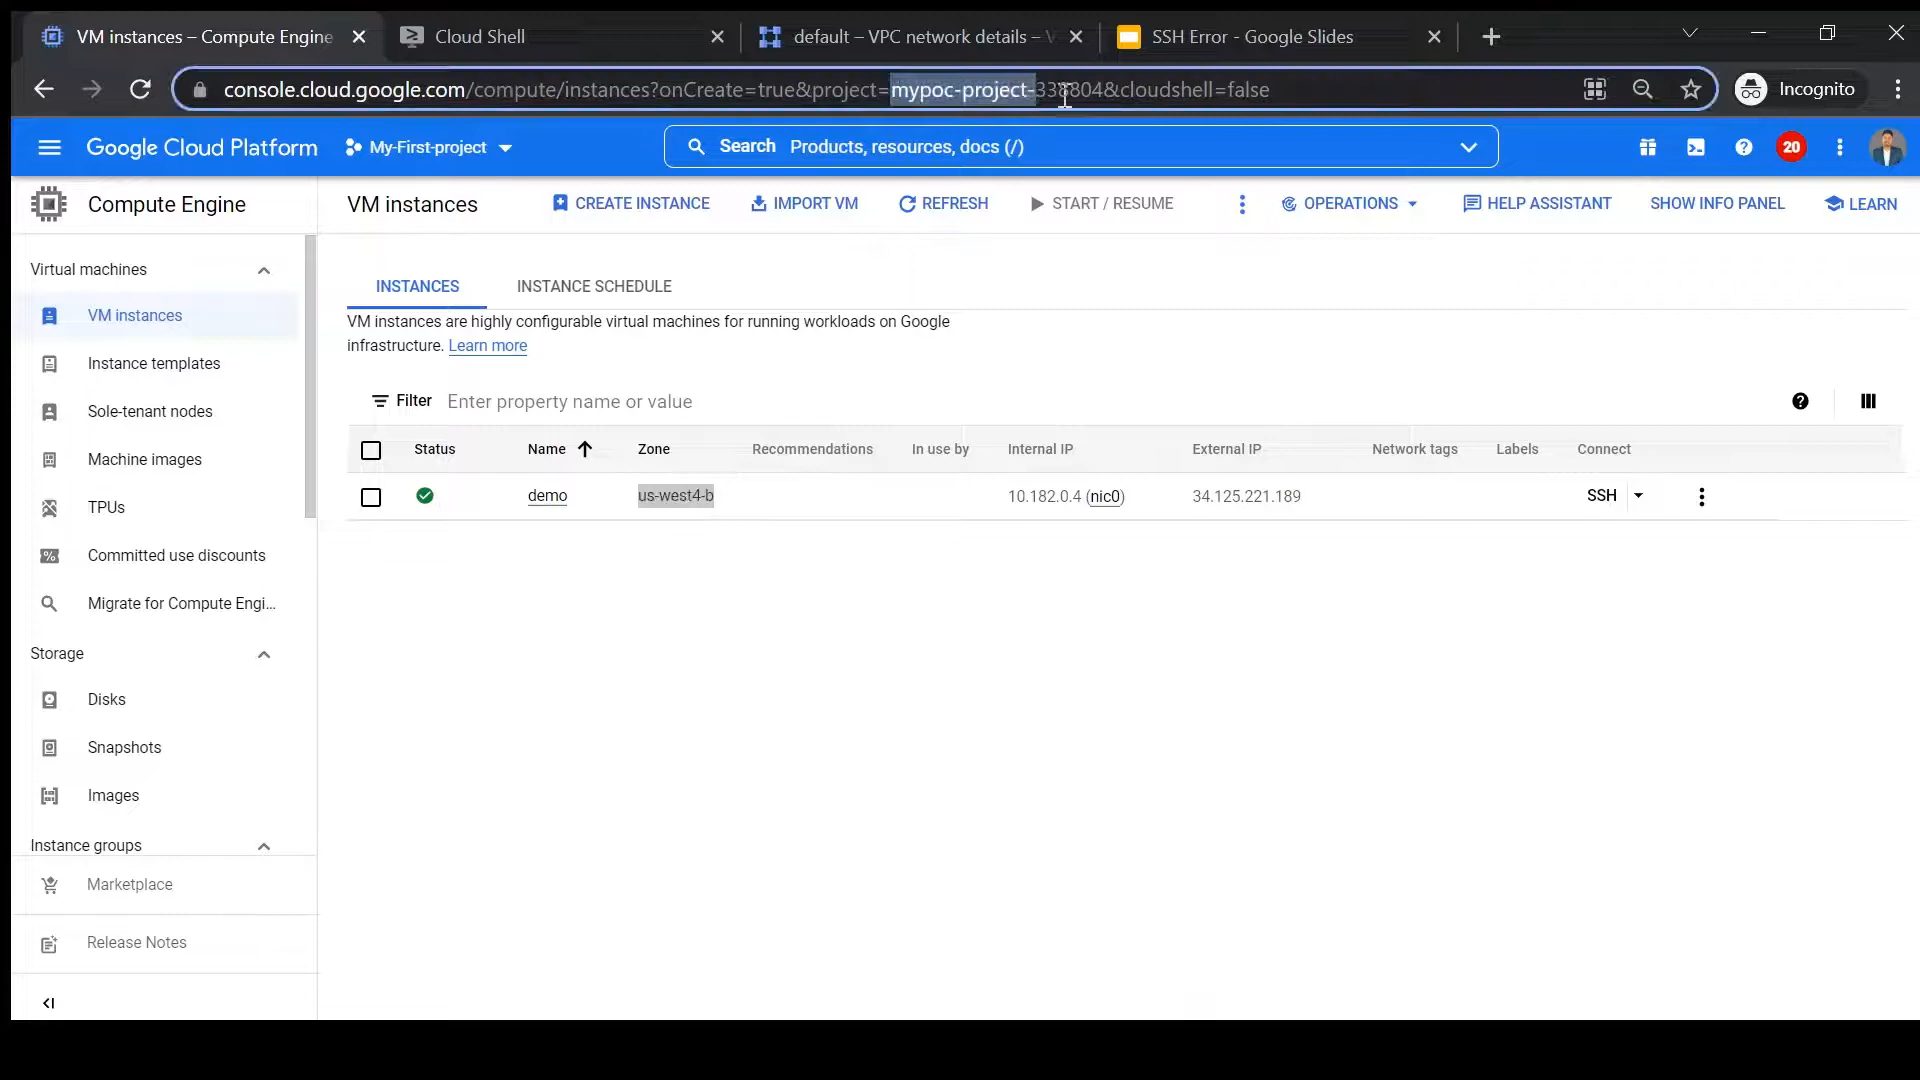 VM instances – Compute Engine
Cloud Shell
default – VPC network details – V
SSH Error - Google Slides
console.cloud.google.com/compute/instances?onCreate=true&project=mypoc-project-338804&cloudshell=false
Incognito
Google Cloud Platform
My-First-project
Search Products, resources, docs (/)
20
Compute Engine
VM instances
CREATE INSTANCE
IMPORT VM
REFRESH
START / RESUME
OPERATIONS
HELP ASSISTANT
SHOW INFO PANEL
LEARN
Virtual machines
VM instances
Instance templates
Sole-tenant nodes
Machine images
TPUs
Committed use discounts
Migrate for Compute Engi...
Storage
Disks
Snapshots
Images
Instance groups
Marketplace
Release Notes
INSTANCES
INSTANCE SCHEDULE
VM instances are highly configurable virtual machines for running workloads on Google
infrastructure. Learn more
Filter Enter property name or value
Status Name Zone Recommendations In use by Internal IP External IP Network tags Labels Connect
demo us-west4-b 10.182.0.4 (nic0) 34.125.221.189 SSH